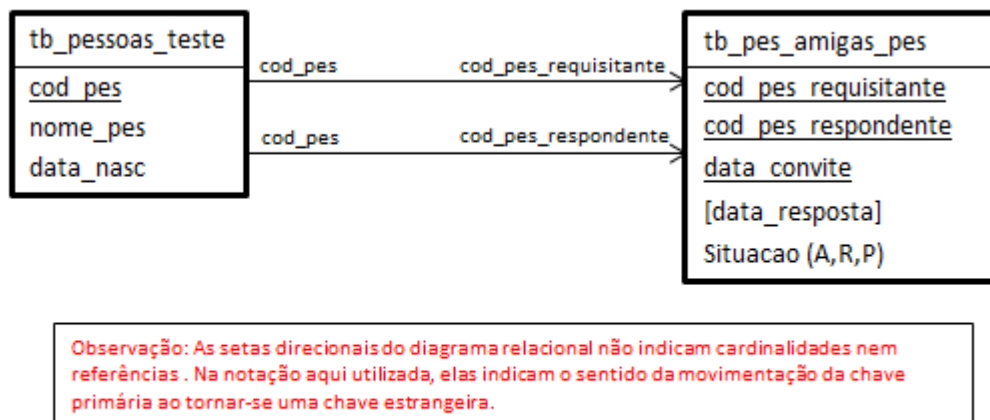 tb_pessoas_teste
cod_pes
nome_pes
data_nasc
cod_pes
cod_pes_requisitante
cod_pes
cod_pes_respondente
tb_pes_amigas_pes
cod_pes_requisitante
cod_pes_respondente
data_convite
[data_resposta]
Situacao (A,R,P)
Observação: As setas direcionais do diagrama relacional não indicam cardinalidades nem
referências . Na notação aqui utilizada, elas indicam o sentido da movimentação da chave
primária ao tornar-se uma chave estrangeira.